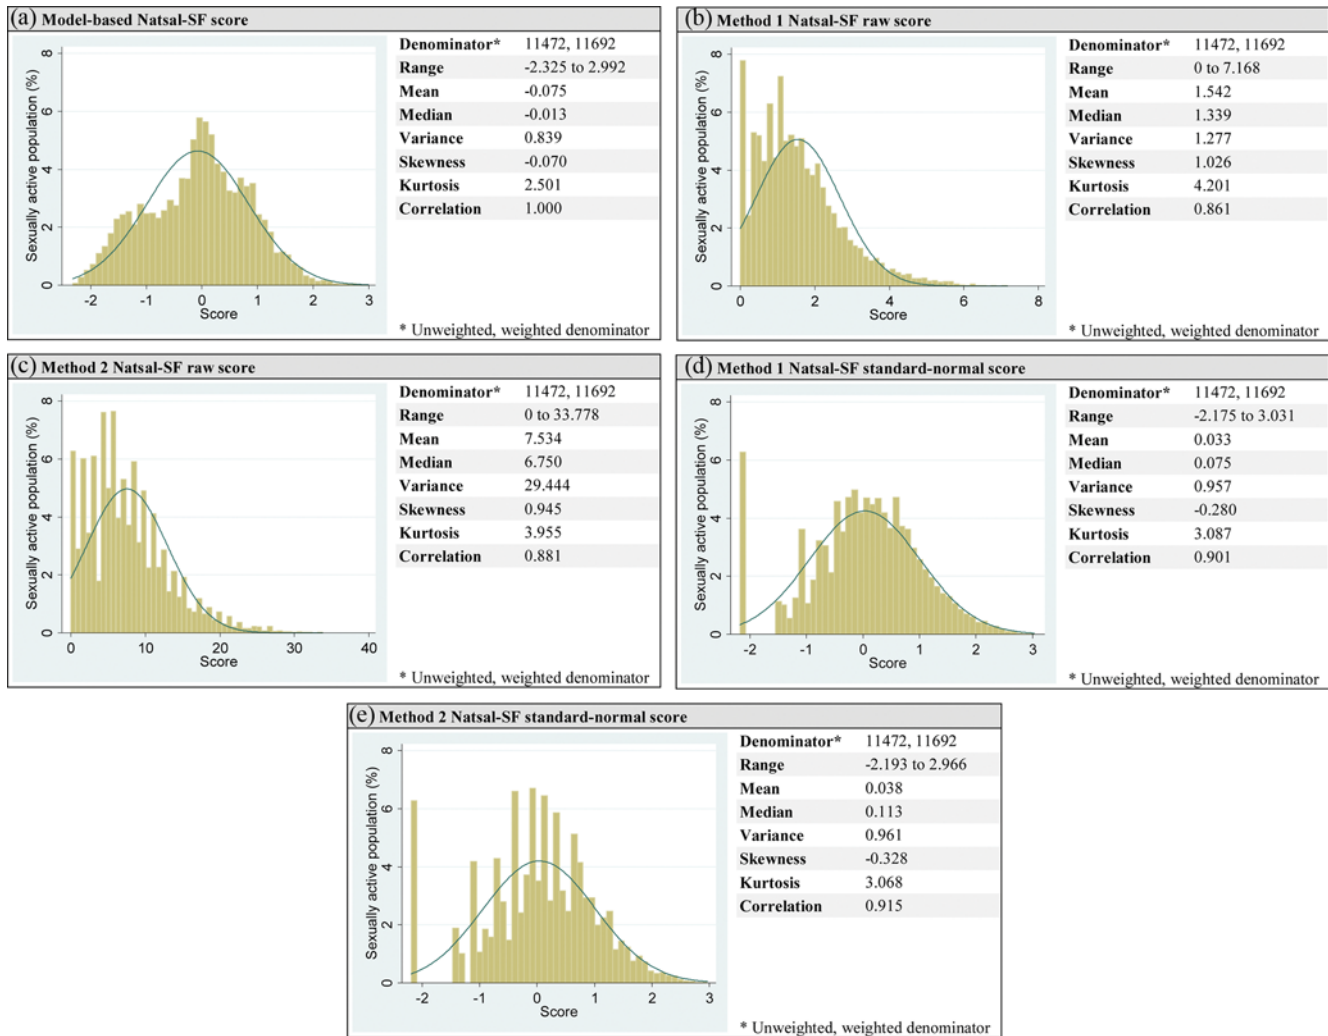 (a) Model-based Natsal-SF score
Sexually active population (%)
8
6
4
2
0
-2 -1 0 1 2 3
Score
Denominator* 11472, 11692
Range -2.325 to 2.992
Mean -0.075
Median -0.013
Variance 0.839
Skewness -0.070
Kurtosis 2.501
Correlation 1.000
* Unweighted, weighted denominator
(b) Method 1 Natsal-SF raw score
Sexually active population (%)
8
6
4
2
0
0 2 4 6 8
Score
Denominator* 11472, 11692
Range 0 to 7.168
Mean 1.542
Median 1.339
Variance 1.277
Skewness 1.026
Kurtosis 4.201
Correlation 0.861
* Unweighted, weighted denominator
(c) Method 2 Natsal-SF raw score
Sexually active population (%)
8
6
4
2
0
0 10 20 30 40
Score
Denominator* 11472, 11692
Range 0 to 33.778
Mean 7.534
Median 6.750
Variance 29.444
Skewness 0.945
Kurtosis 3.955
Correlation 0.881
* Unweighted, weighted denominator
(d) Method 1 Natsal-SF standard-normal score
Sexually active population (%)
8
6
4
2
0
-2 -1 0 1 2 3
Score
Denominator* 11472, 11692
Range -2.175 to 3.031
Mean 0.033
Median 0.075
Variance 0.957
Skewness -0.280
Kurtosis 3.087
Correlation 0.901
* Unweighted, weighted denominator
(e) Method 2 Natsal-SF standard-normal score
Sexually active population (%)
8
6
4
2
0
-2 -1 0 1 2 3
Score
Denominator* 11472, 11692
Range -2.193 to 2.966
Mean 0.038
Median 0.113
Variance 0.961
Skewness -0.328
Kurtosis 3.068
Correlation 0.915
* Unweighted, weighted denominator